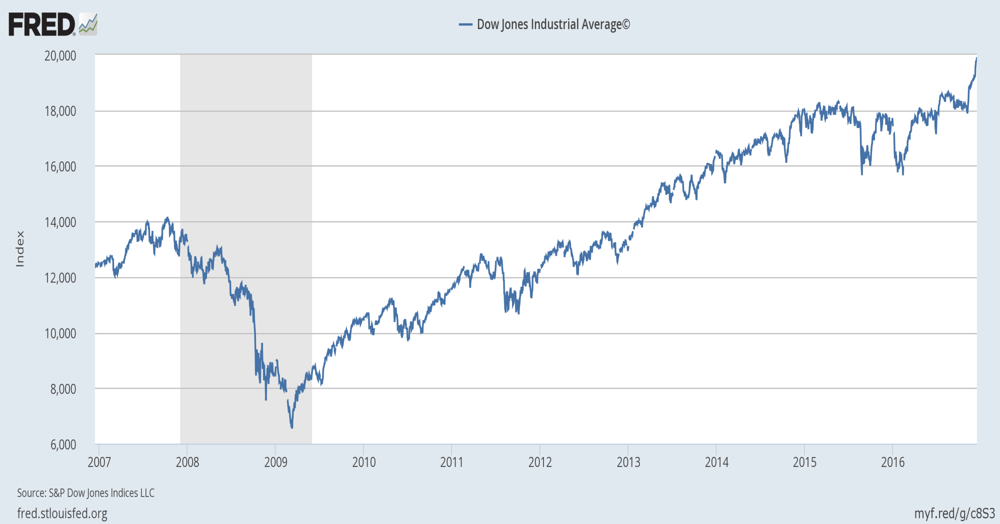 FRED®
Dow Jones Industrial Average©
20,000
18,000
16,000
14,000
12,000
10,000
8,000
6,000
Index
2007 2008 2009 2010 2011 2012 2013 2014 2015 2016
Source: S&P Dow Jones Indices LLC
fred.stlouisfed.org
myf.red/g/c8S3